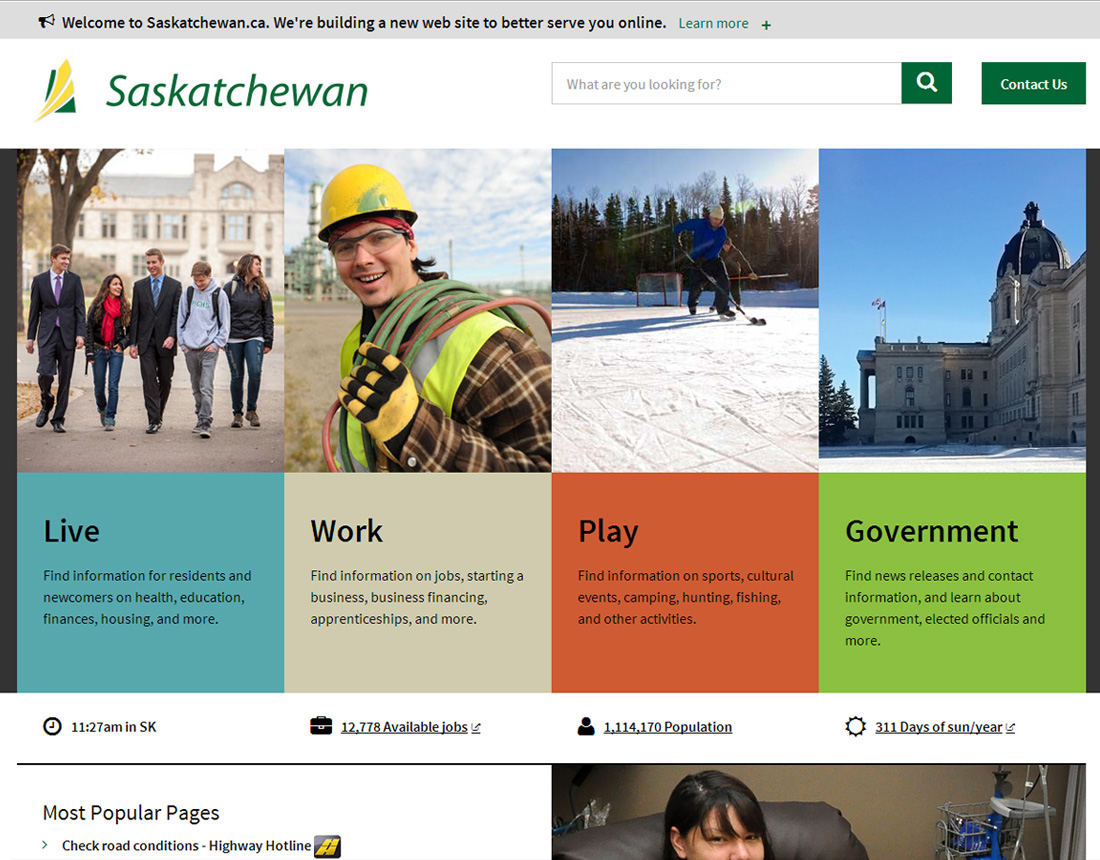 Welcome to Saskatchewan.ca. We're building a new web site to better serve you online. Learn more +
Saskatchewan
What are you looking for?
Contact Us
Live
Find information for residents and
newcomers on health, education,
finances, housing, and more.
Work
Find information on jobs, starting a
business, business financing,
apprenticeships, and more.
Play
Find information on sports, cultural
events, camping, hunting, fishing,
and other activities.
Government
Find news releases and contact
information, and learn about
government, elected officials and
more.
11:27am in SK
12,778 Available jobs
1,114,170 Population
311 Days of sun/year
Most Popular Pages
Check road conditions - Highway Hotline